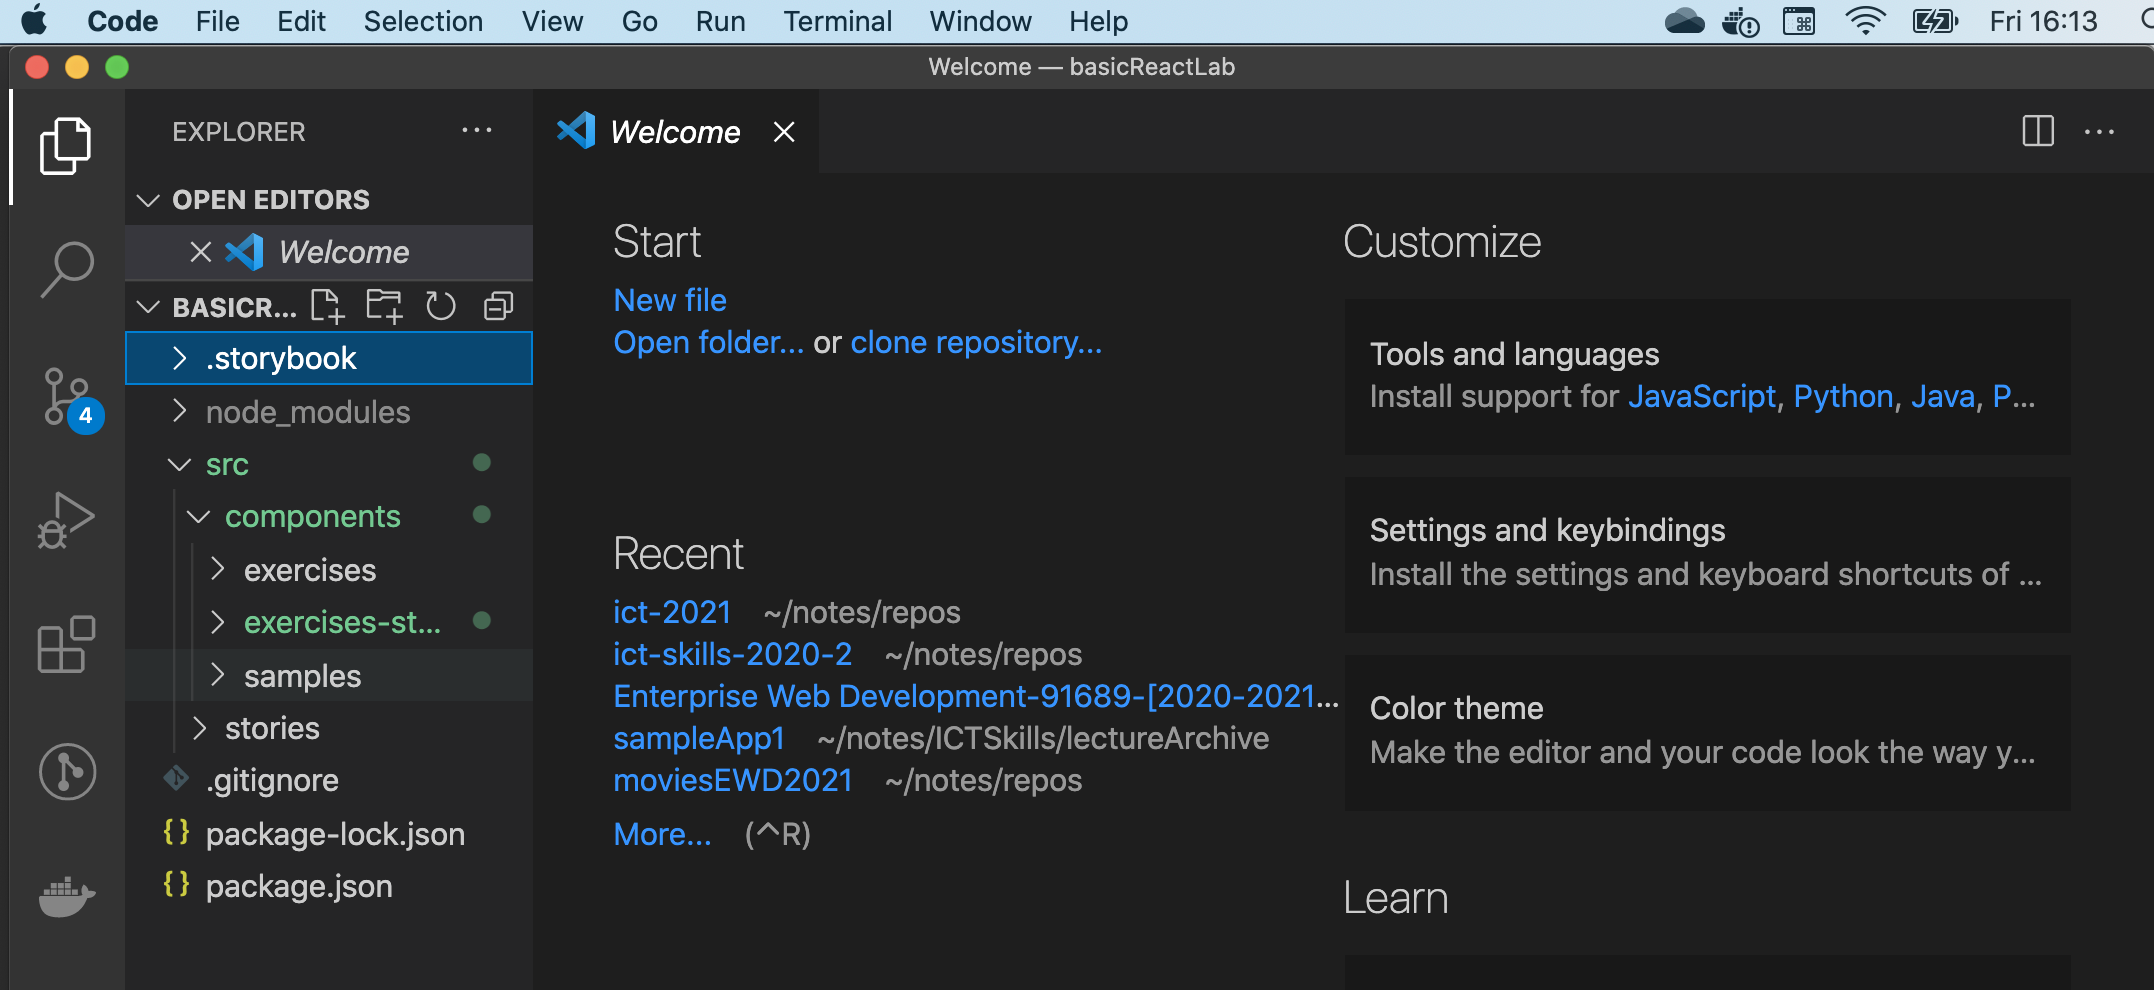 Code File Edit Selection View Go Run Terminal Window Help Fri 16:13
Welcome — basicReactLab
EXPLORER
OPEN EDITORS
Welcome
BASICR...
.storybook
node_modules
src
components
exercises
exercises-st...
samples
stories
.gitignore
package-lock.json
package.json
4
Welcome
Start
New file
Open folder... or clone repository...
Recent
ict-2021 ~/notes/repos
ict-skills-2020-2 ~/notes/repos
Enterprise Web Development-91689-[2020-2021...
sampleApp1 ~/notes/ICTSkills/lectureArchive
moviesEWD2021 ~/notes/repos
More... (^R)
Customize
Tools and languages
Install support for JavaScript, Python, Java, P...
Settings and keybindings
Install the settings and keyboard shortcuts of ...
Color theme
Make the editor and your code look the way y...
Learn